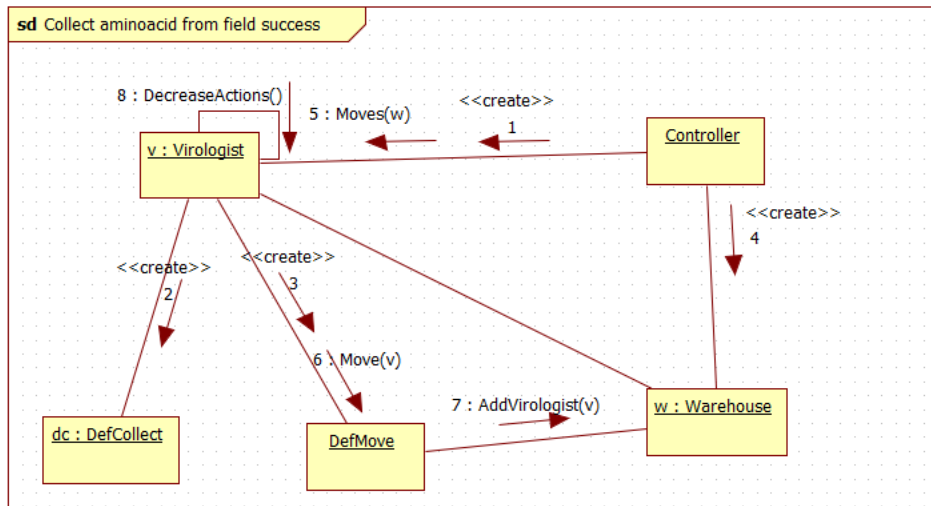 sd Collect aminoacid from field success
8 : DecreaseActions()
5 : Moves(w)
<<create>>
1
v : Virologist
Controller
<<create>>
4
<<create>>
2
<<create>>
3
6 : Move(v)
7 : AddVirologist(v)
w : Warehouse
dc : DefCollect
DefMove